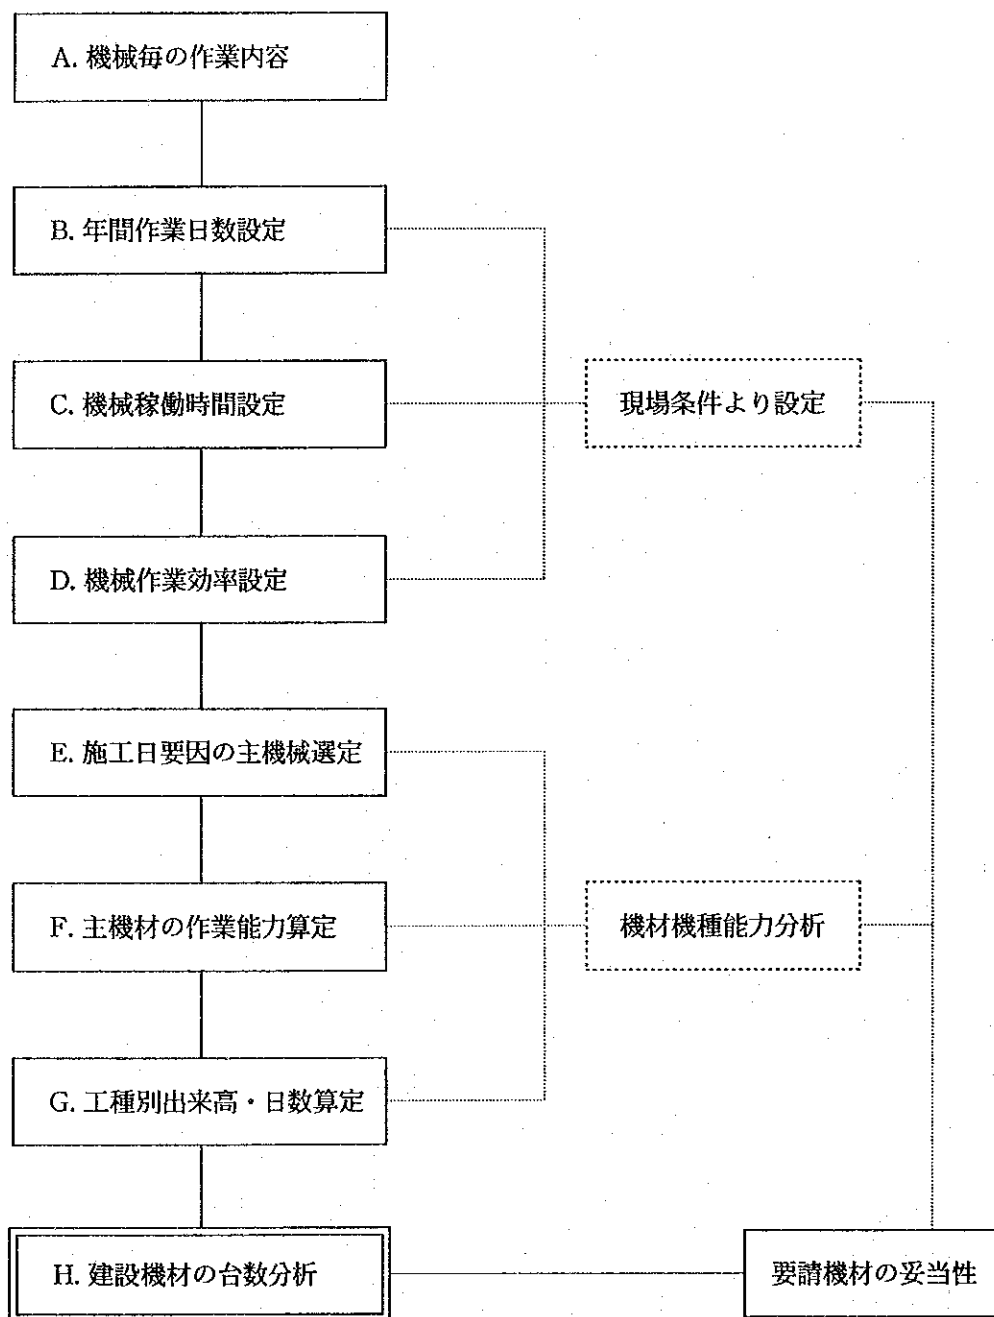 A. 機械毎の作業内容
B. 年間作業日数設定
C. 機械稼働時間設定
現場条件より設定
D. 機械作業効率設定
E. 施工日要因の主機械選定
F. 主機材の作業能力算定
機材機種能力分析
G. 工種別出来高・日数算定
H. 建設機材の台数分析
要請機材の妥当性